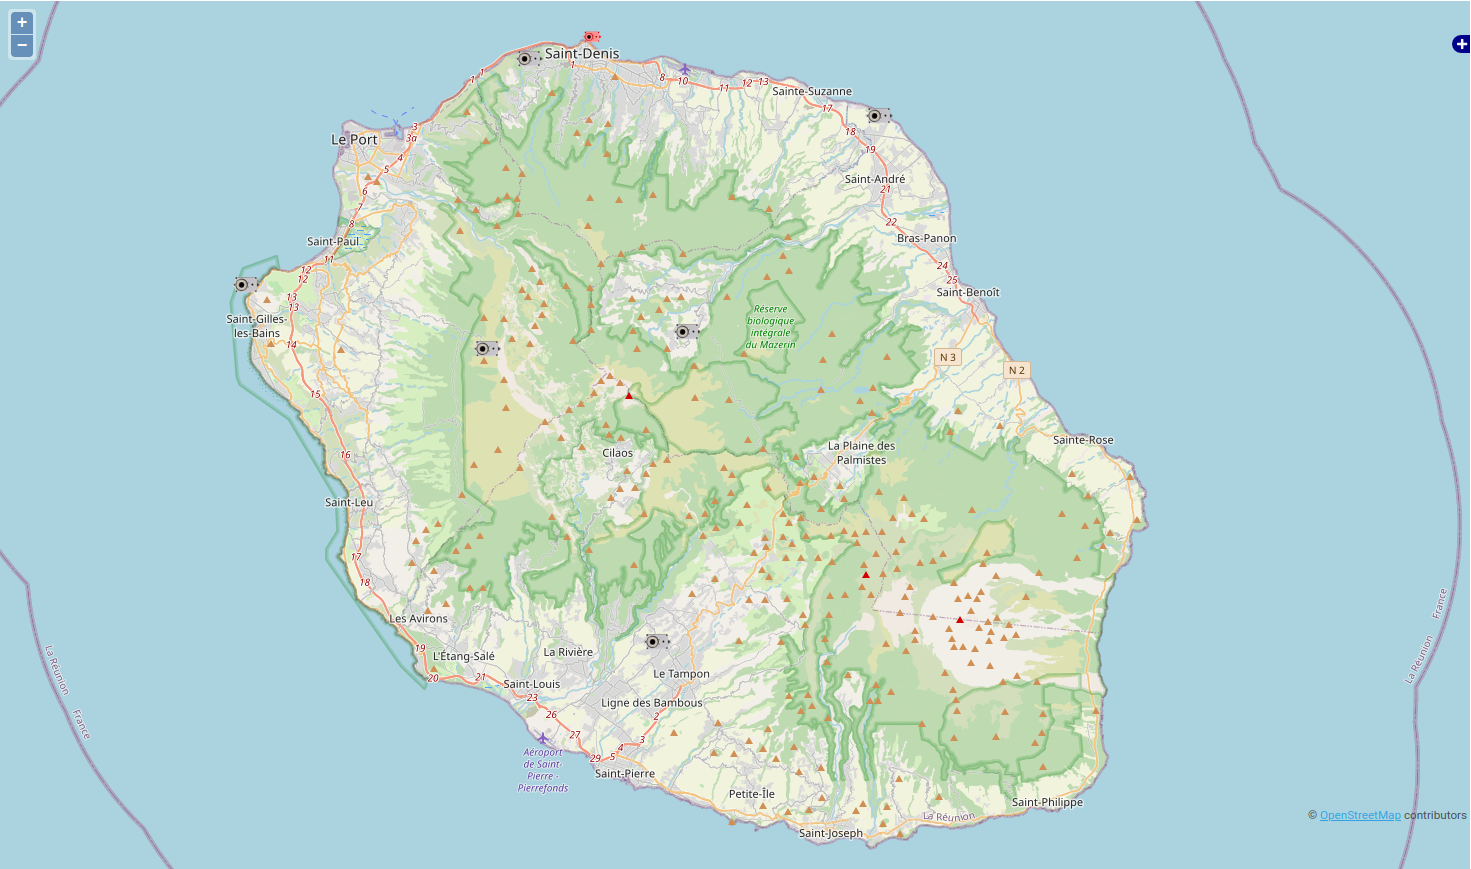 +
−
+
Saint-Denis
1
1
1
8
10
11
12
13
Sainte-Suzanne
17
18
19
Le Port
3
3a
4
5
6
7
8
Saint-André
21
22
Bras-Panon
24
25
Saint-Paul
11
12
12
13
13
Saint-Benoît
Saint-Gilles-
les-Bains
14
Réserve
biologique
intégrale
du Mazerin
N 3
N 2
15
16
Cilaos
La Plaine des
Palmistes
Sainte-Rose
Saint-Leu
17
18
Les Avirons
19
20
L'Étang-Salé
La Rivière
21
Saint-Louis
23
26
27
29
Le Tampon
Ligne des Bambous
2
3
4
5
Aéroport
de Saint-
Pierre -
Pierrefonds
Saint-Pierre
Petite-Île
Saint-Joseph
Saint-Philippe
La Réunion
La Réunion
France
La Réunion
France
© OpenStreetMap contributors